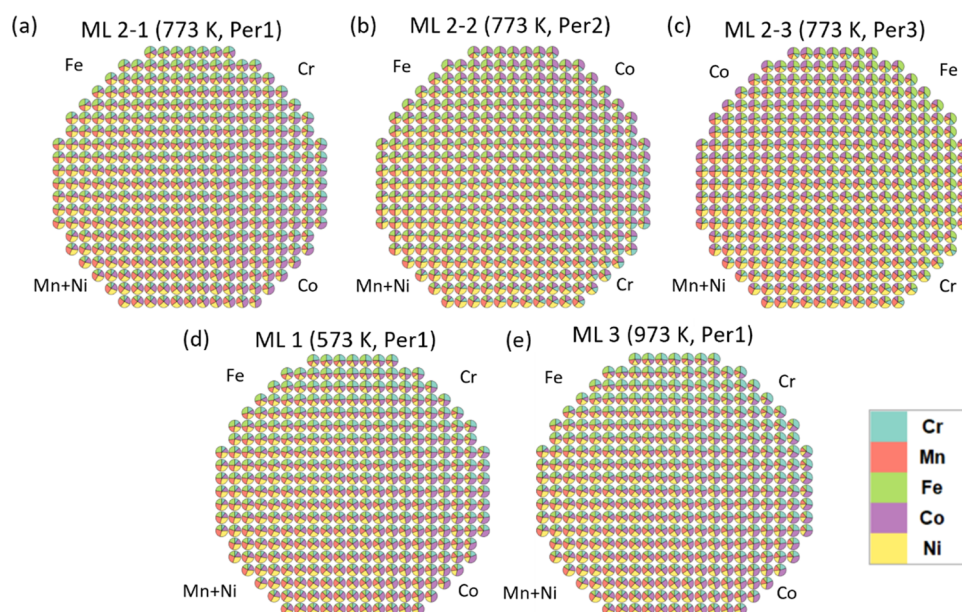 (a) ML 2-1 (773 K, Per1)
Fe Cr
Mn+Ni Co
(b) ML 2-2 (773 K, Per2)
Fe Co
Mn+Ni Cr
(c) ML 2-3 (773 K, Per3)
Co Fe
Mn+Ni Cr
(d) ML 1 (573 K, Per1)
Fe Cr
Mn+Ni Co
(e) ML 3 (973 K, Per1)
Fe Cr
Mn+Ni Co
Cr
Mn
Fe
Co
Ni